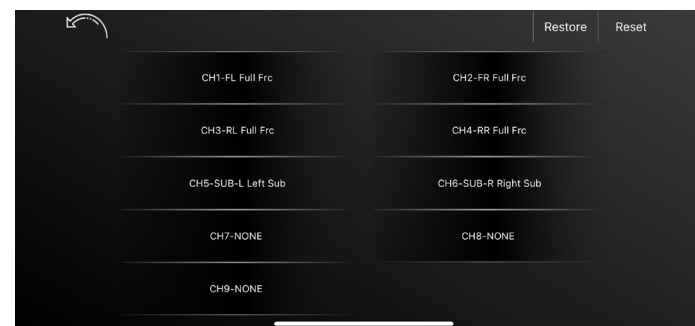 Restore Reset
CH1-FL Full Frc CH2-FR Full Frc
CH3-RL Full Frc CH4-RR Full Frc
CH5-SUB-L Left Sub CH6-SUB-R Right Sub
CH7-NONE CH8-NONE
CH9-NONE